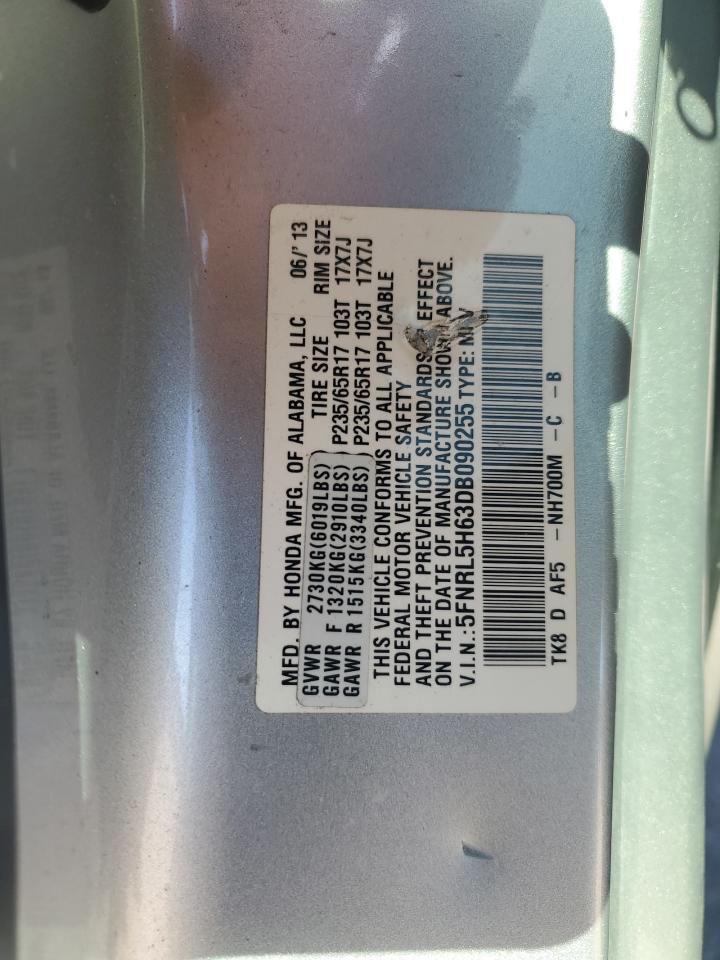 MFD. BY HONDA MFG. OF ALABAMA, LLC 06/'13
GVWR 2730KG(6019LBS) TIRE SIZE RIM SIZE
GAWR F 1320KG(2910LBS) P235/65R17 103T 17X7J
GAWR R 1515KG(3340LBS) P235/65R17 103T 17X7J
THIS VEHICLE CONFORMS TO ALL APPLICABLE
FEDERAL MOTOR VEHICLE SAFETY
AND THEFT PREVENTION STANDARDS EFFECT
ON THE DATE OF MANUFACTURE SHOWN ABOVE.
V.I.N.:5FNRL5H63DB090255 TYPE:
TK8 D AF5 -NH700M -C -B